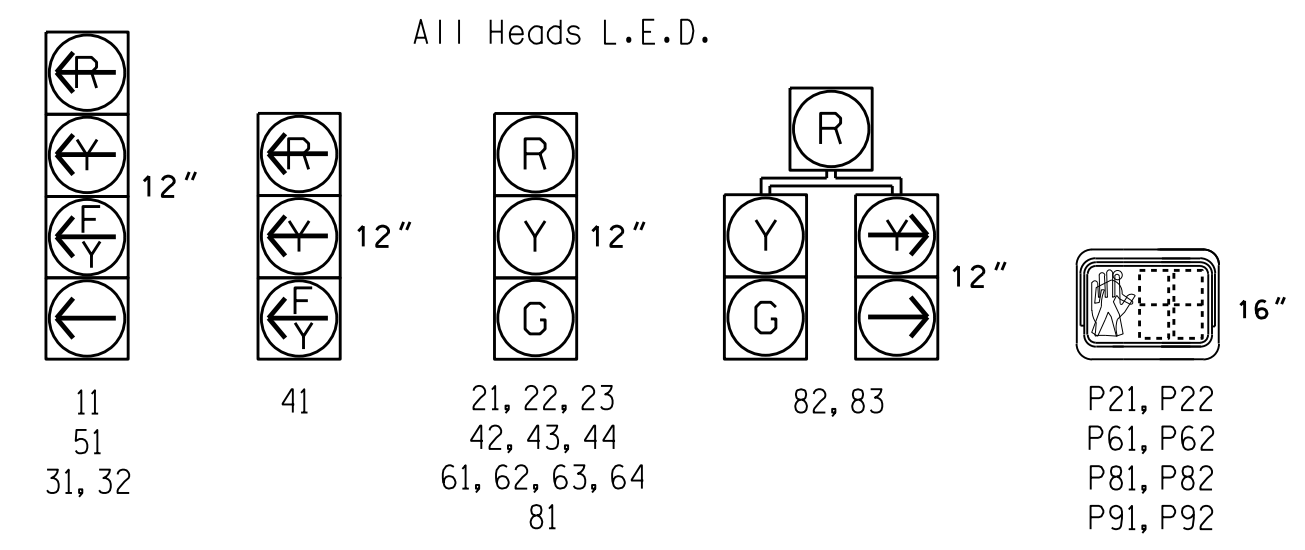 All Heads L.E.D.
R
Y
F
Y
12"
11
51
31, 32
R
Y
F
Y
12"
41
R
Y
G
12"
21, 22, 23
42, 43, 44
61, 62, 63, 64
81
R
Y
Y
G
12"
82, 83
16"
P21, P22
P61, P62
P81, P82
P91, P92